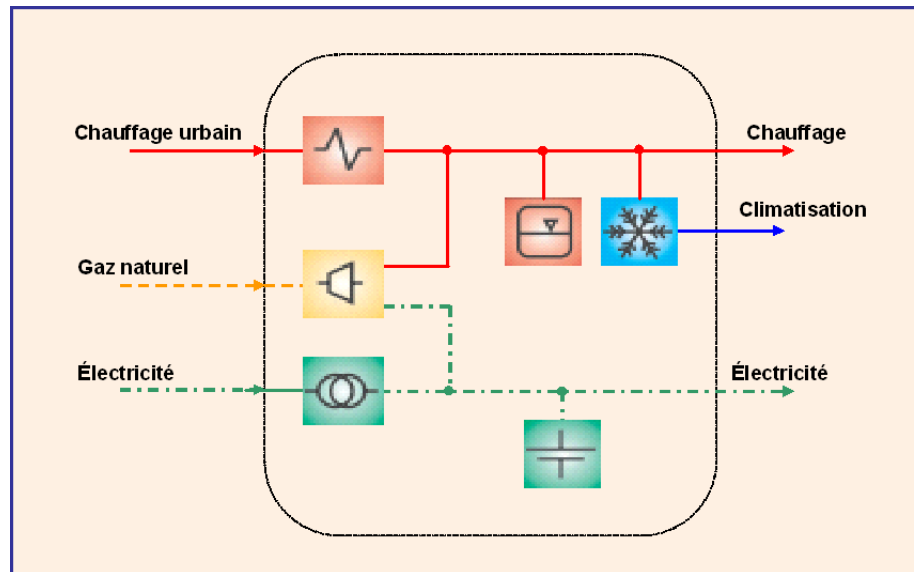 Chauffage urbain
Chauffage
Climatisation
Gaz naturel
Électricité
Électricité